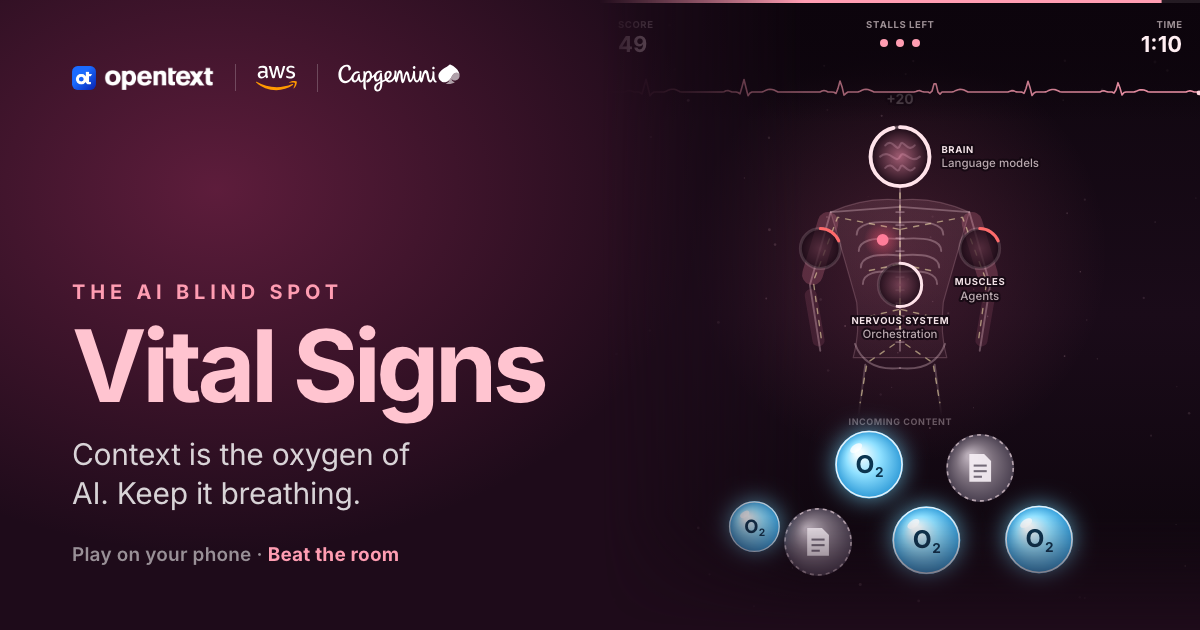 opentext
aws
Capgemini
THE AI BLIND SPOT
Vital Signs
Context is the oxygen of
AI. Keep it breathing.
Play on your phone · Beat the room
SCORE
49
STALLS LEFT
TIME
1:10
+20
BRAIN
Language models
MUSCLES
Agents
NERVOUS SYSTEM
Orchestration
INCOMING CONTENT
O2
O2
O2
O2